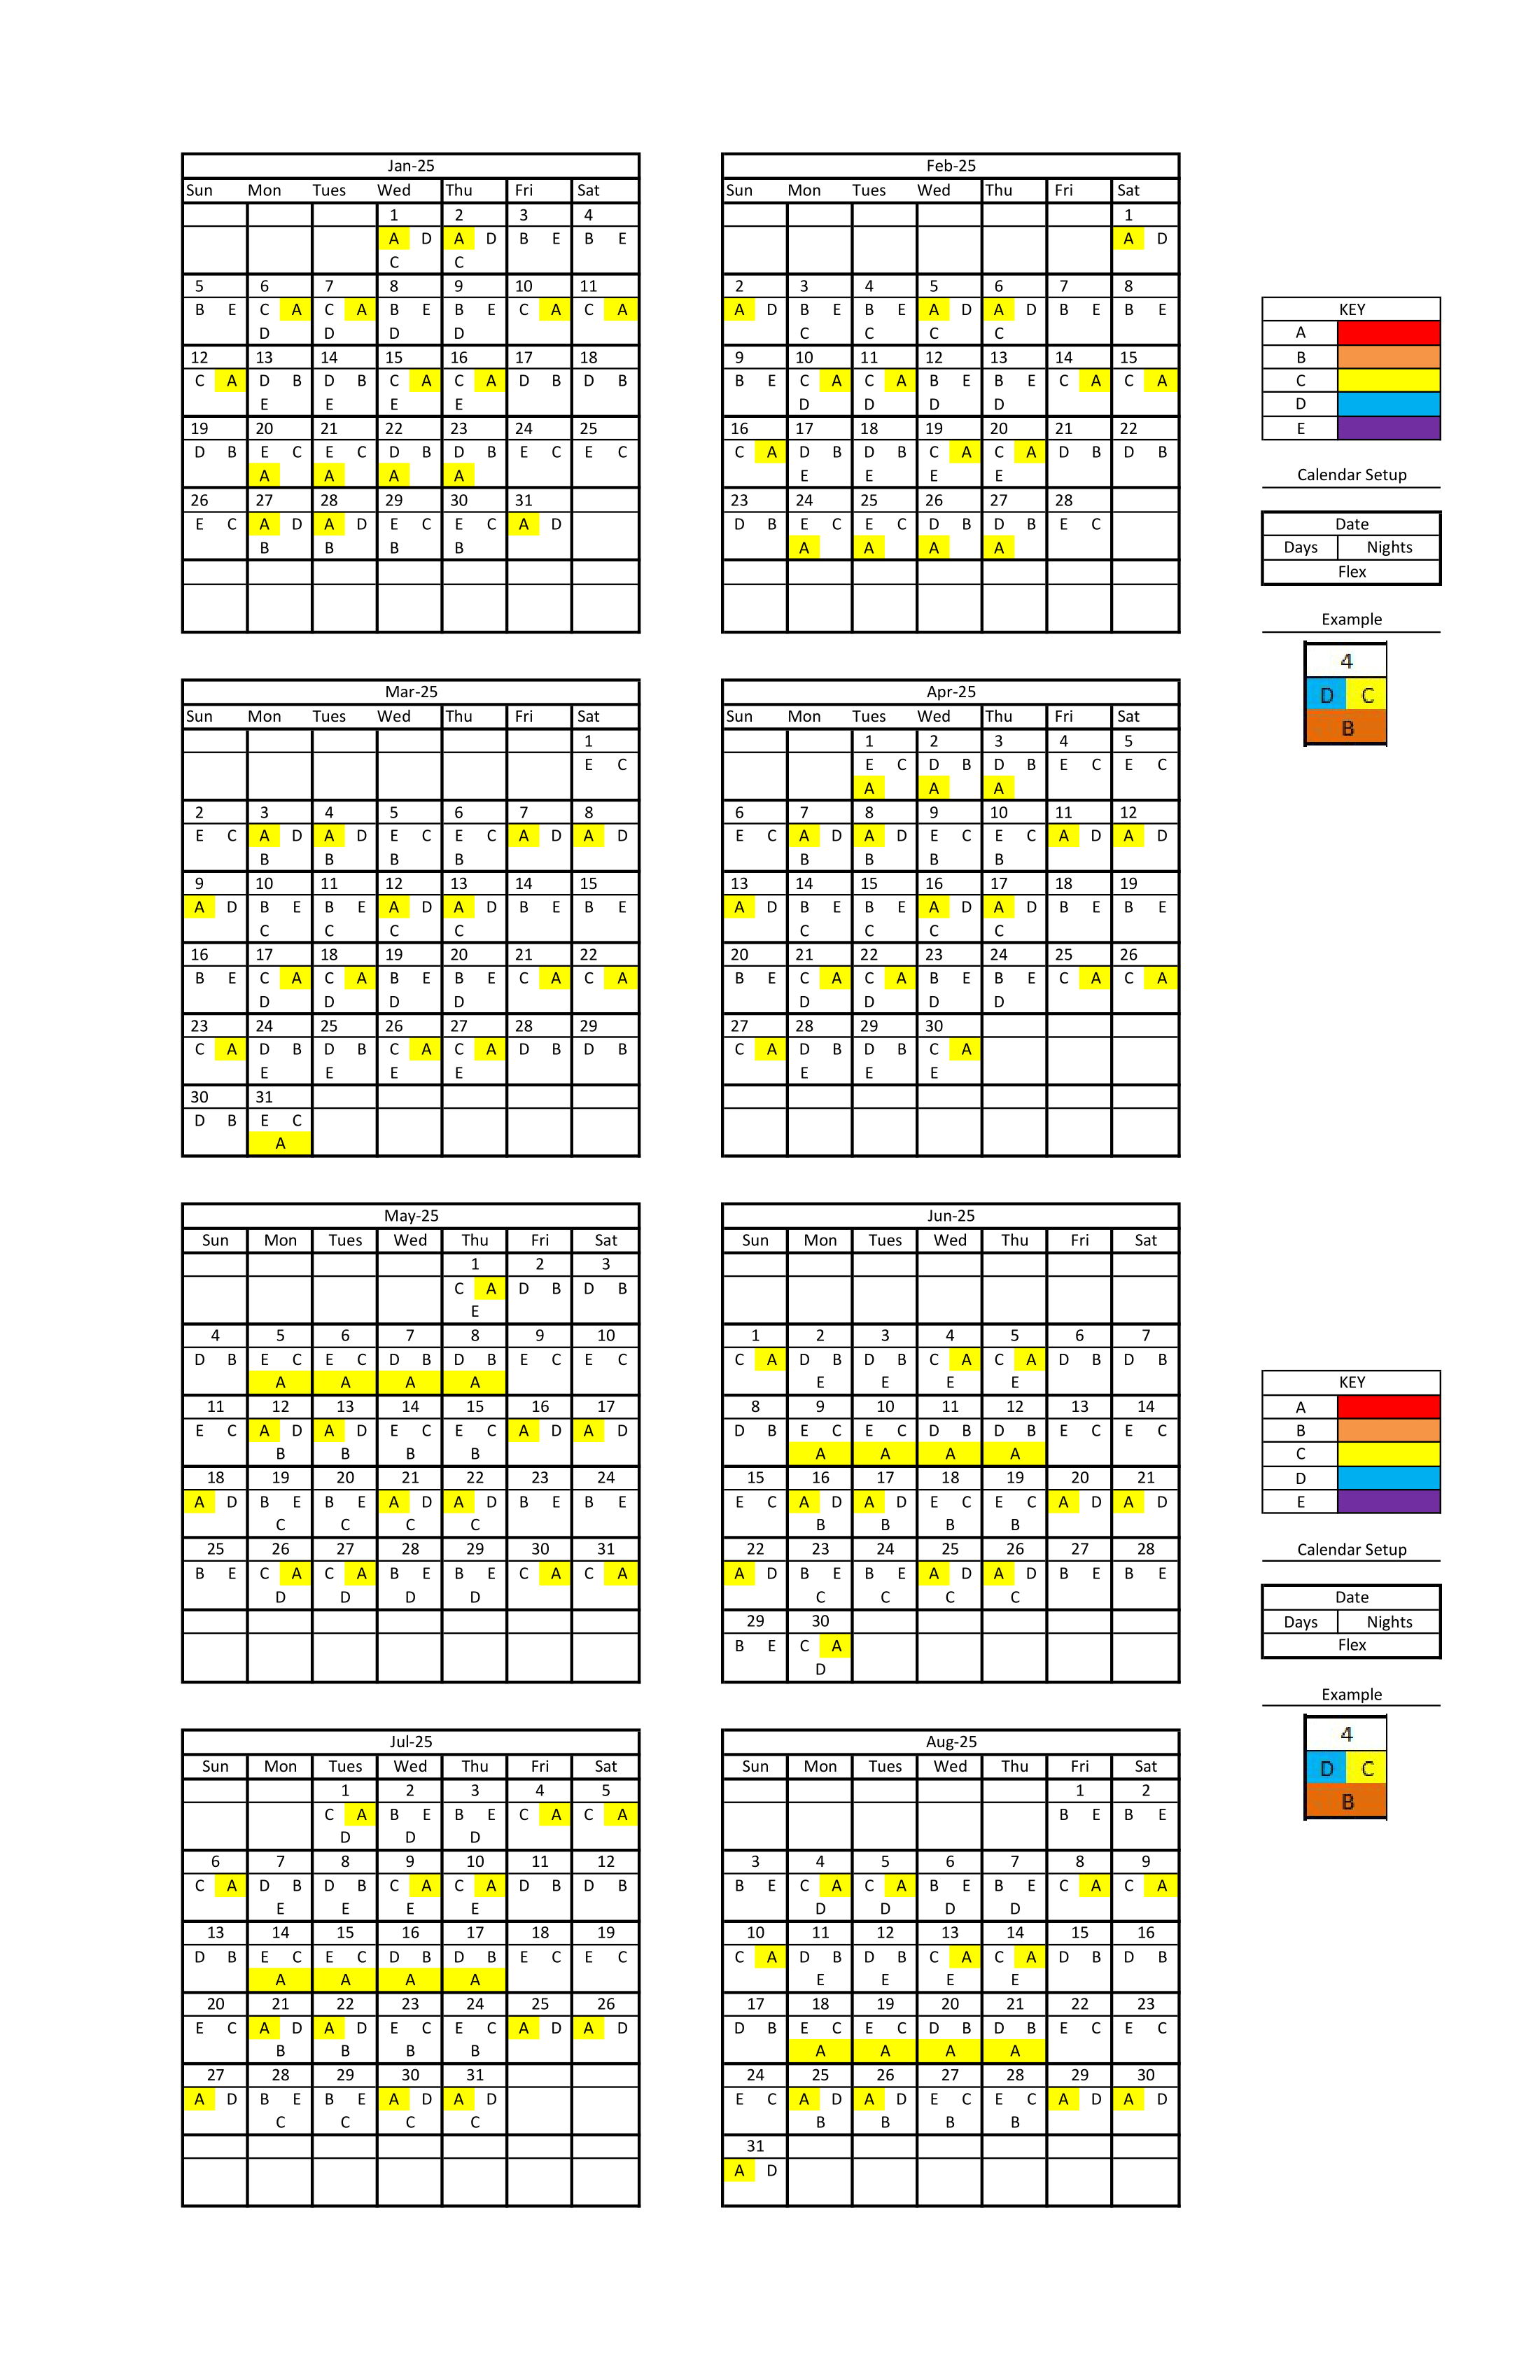 Jan-25
Sun Mon Tues Wed Thu Fri Sat
1 2 3 4
A D A D B E B E
C C
5 6 7 8 9 10 11
B E C A C A B E B E C A C A
D D D D
12 13 14 15 16 17 18
C A D B D B C A C A D B D B
E E E E
19 20 21 22 23 24 25
D B E C E C D B D B E C E C
A A A A
26 27 28 29 30 31
E C A D A D E C E C A D
B B B B
Feb-25
Sun Mon Tues Wed Thu Fri Sat
1
A D
2 3 4 5 6 7 8
A D B E B E A D A D B E B E
C C C C
9 10 11 12 13 14 15
B E C A C A B E B E C A C A
D D D D
16 17 18 19 20 21 22
C A D B D B C A C A D B D B
E E E E
23 24 25 26 27 28
D B E C E C D B D B E C
A A A A
KEY
A
B
C
D
E
Calendar Setup
Date
Days Nights
Flex
Example
4
D C
B
Mar-25
Sun Mon Tues Wed Thu Fri Sat
1
E C
2 3 4 5 6 7 8
E C A D A D E C E C A D A D
B B B B
9 10 11 12 13 14 15
A D B E B E A D A D B E B E
C C C C
16 17 18 19 20 21 22
B E C A C A B E B E C A C A
D D D D
23 24 25 26 27 28 29
C A D B D B C A C A D B D B
E E E E
30 31
D B E C
A
Apr-25
Sun Mon Tues Wed Thu Fri Sat
1 2 3 4 5
E C D B D B E C E C
A A A
6 7 8 9 10 11 12
E C A D A D E C E C A D A D
B B B B
13 14 15 16 17 18 19
A D B E B E A D A D B E B E
C C C C
20 21 22 23 24 25 26
B E C A C A B E B E C A C A
D D D D
27 28 29 30
C A D B D B C A
E E E
May-25
Sun Mon Tues Wed Thu Fri Sat
1 2 3
C A D B D B
E
4 5 6 7 8 9 10
D B E C E C D B D B E C E C
A A A A
11 12 13 14 15 16 17
E C A D A D E C E C A D A D
B B B B
18 19 20 21 22 23 24
A D B E B E A D A D B E B E
C C C C
25 26 27 28 29 30 31
B E C A C A B E B E C A C A
D D D D
Jun-25
Sun Mon Tues Wed Thu Fri Sat
1 2 3 4 5 6 7
C A D B D B C A C A D B D B
E E E E
8 9 10 11 12 13 14
D B E C E C D B D B E C E C
A A A A
15 16 17 18 19 20 21
E C A D A D E C E C A D A D
B B B B
22 23 24 25 26 27 28
A D B E B E A D A D B E B E
C C C C
29 30
B E C A
D
KEY
A
B
C
D
E
Calendar Setup
Date
Days Nights
Flex
Example
4
D C
B
Jul-25
Sun Mon Tues Wed Thu Fri Sat
1 2 3 4 5
C A B E B E C A C A
D D D
6 7 8 9 10 11 12
C A D B D B C A C A D B D B
E E E E
13 14 15 16 17 18 19
D B E C E C D B D B E C E C
A A A A
20 21 22 23 24 25 26
E C A D A D E C E C A D A D
B B B B
27 28 29 30 31
A D B E B E A D A D
C C C C
Aug-25
Sun Mon Tues Wed Thu Fri Sat
1 2
B E B E
3 4 5 6 7 8 9
B E C A C A B E B E C A C A
D D D D
10 11 12 13 14 15 16
C A D B D B C A C A D B D B
E E E E
17 18 19 20 21 22 23
D B E C E C D B D B E C E C
A A A A
24 25 26 27 28 29 30
E C A D A D E C E C A D A D
B B B B
31
A D